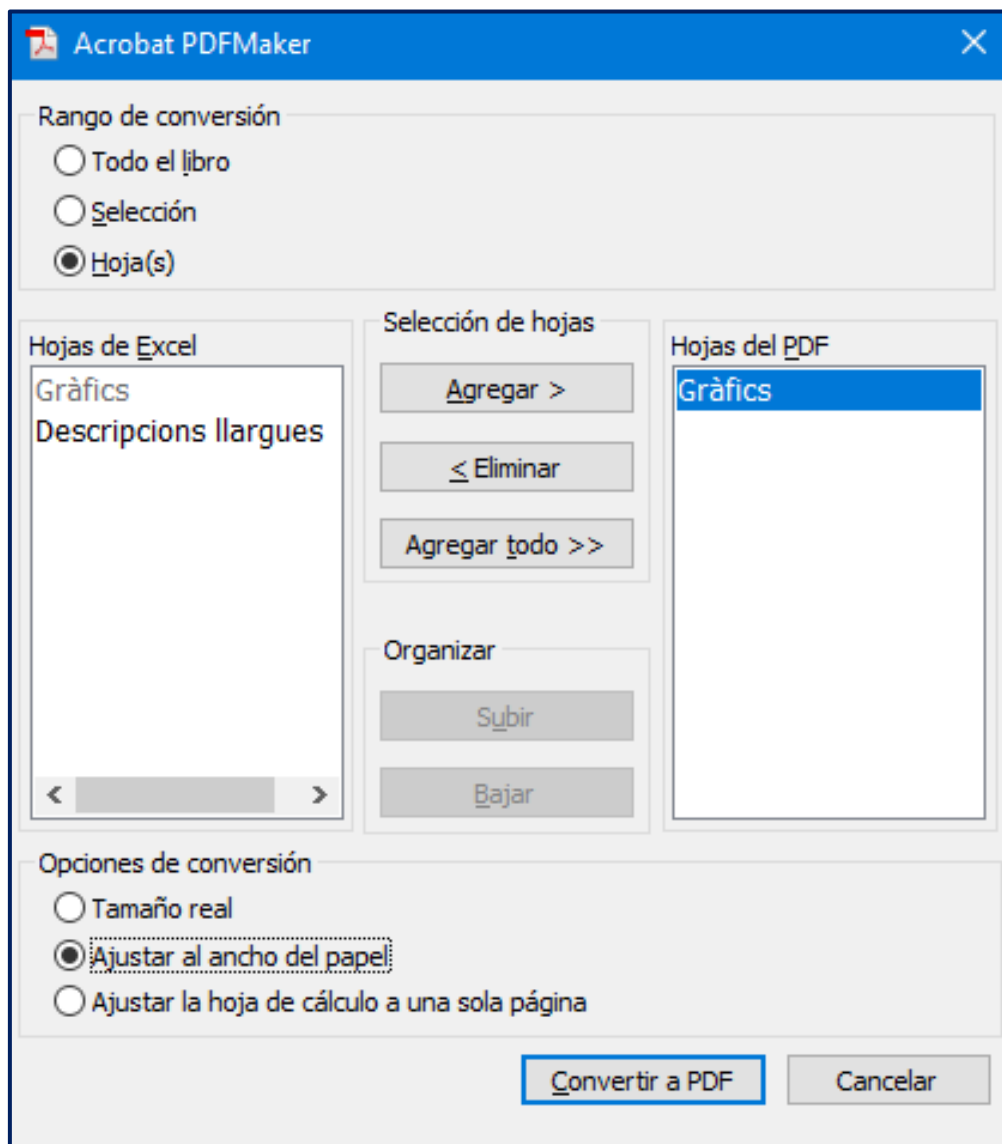 Acrobat PDFMaker
Rango de conversión
Todo el libro
Selección
Hoja(s)
Hojas de Excel
Gràfics
Descripcions llargues
Selección de hojas
Agregar >
< Eliminar
Agregar todo >>
Organizar
Subir
Bajar
Hojas del PDF
Gràfics
Opciones de conversión
Tamaño real
Ajustar al ancho del papel
Ajustar la hoja de cálculo a una sola página
Convertir a PDF
Cancelar